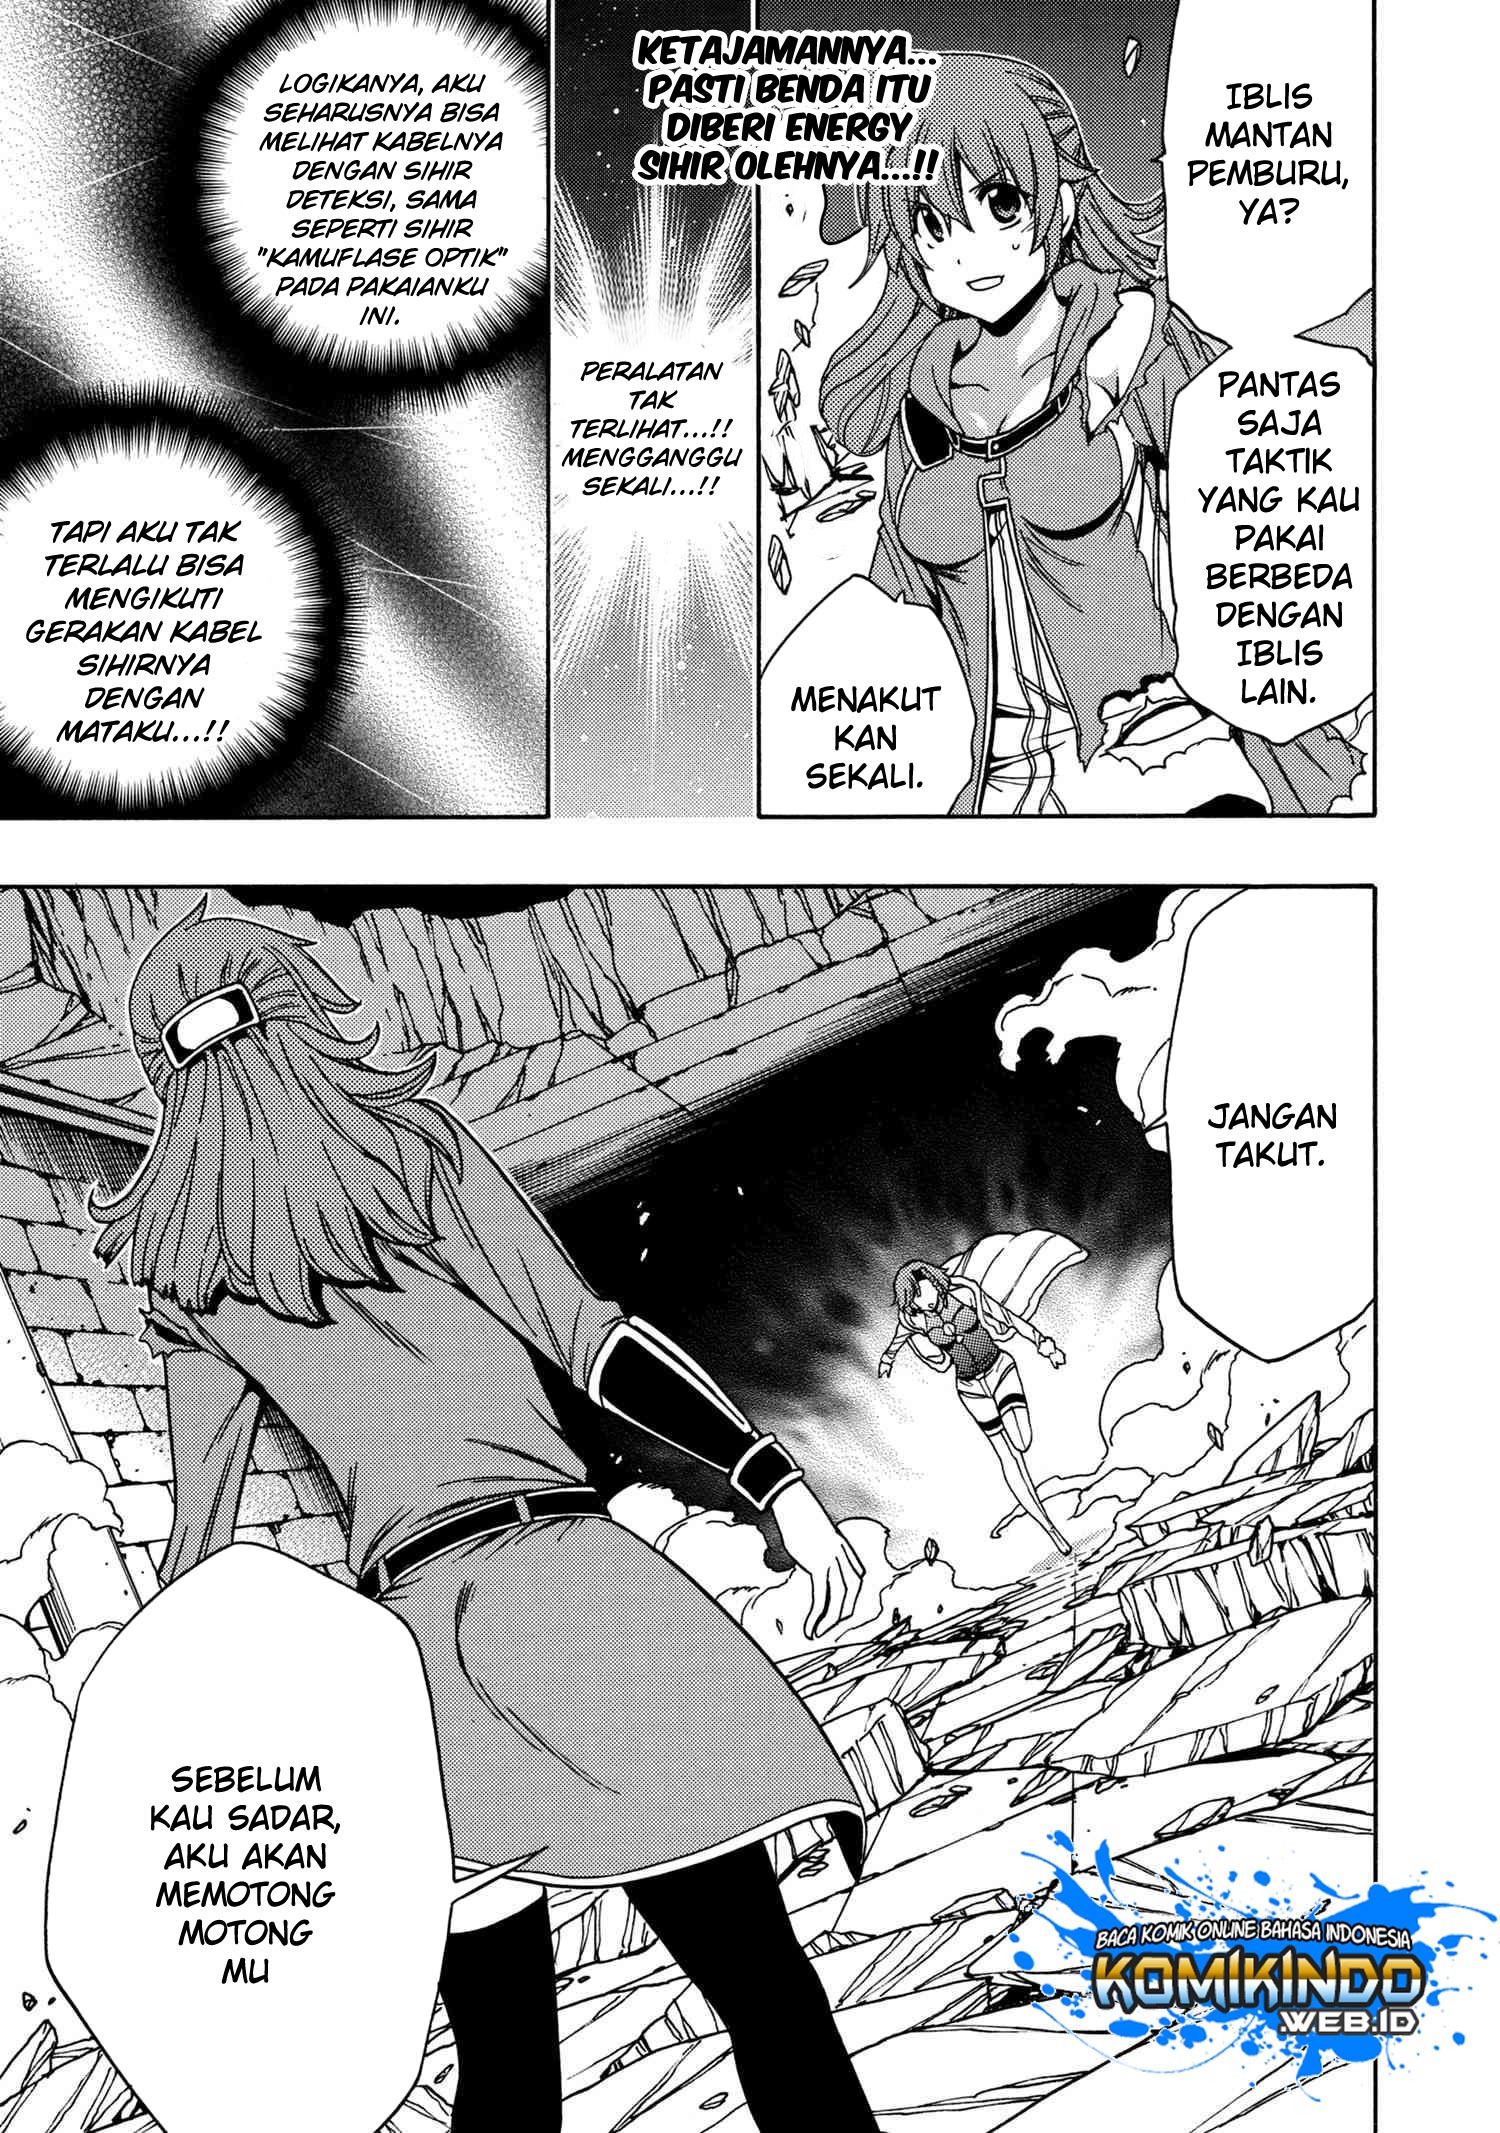 IBLIS
MANTAN
PEMBURU,
YA?
PANTAS
SAJA
TAKTIK
YANG KAU
PAKAI
BERBEDA
DENGAN
IBLIS
LAIN.
KETAJAMANNYA...
PASTI BENDA ITU
DIBERI ENERGY
SIHIR OLEHNYA...!!
MENAKUT
KAN
SEKALI.
PERALATAN
TAK
TERLIHAT...!!
MENGGANGGU
SEKALI...!!
LOGIKANYA, AKU
SEHARUSNYA BISA
MELIHAT KABELNYA
DENGAN SIHIR
DETEKSI, SAMA
SEPERTI SIHIR
"KAMUFLASE OPTIK"
PADA PAKAIANKU
INI.
TAPI AKU TAK
TERLALU BISA
MENGIKUTI
GERAKAN KABEL
SIHIRNYA
DENGAN
MATAKU...!!
JANGAN
TAKUT.
SEBELUM
KAU SADAR,
AKU AKAN
MEMOTONG
MOTONG
MU
BACA KOMIK ONLINE BAHASA INDONESIA
KOMIKINDO
.WEB.ID